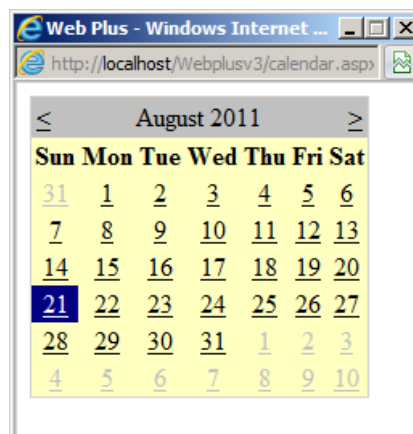 Web Plus - Windows Internet ...
http://localhost/Webplusv3/calendar.aspx
< August 2011 >
Sun Mon Tue Wed Thu Fri Sat
31 1 2 3 4 5 6
7 8 9 10 11 12 13
14 15 16 17 18 19 20
21 22 23 24 25 26 27
28 29 30 31 1 2 3
4 5 6 7 8 9 10